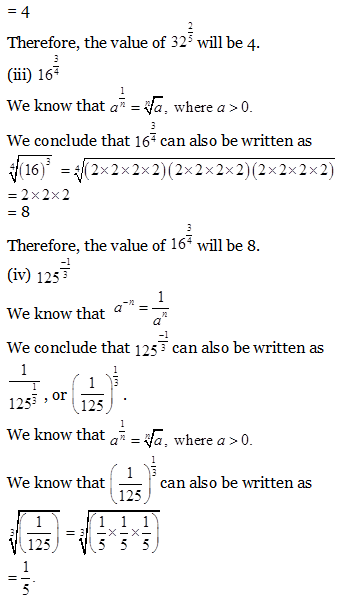 = 4
Therefore, the value of 32^(2/5) will be 4.
(iii) 16^(3/4)
We know that a^(1/n) = ⁿ√a, where a > 0.
We conclude that 16^(3/4) can also be written as
⁴√(16)³ = ⁴√(2×2×2×2)(2×2×2×2)(2×2×2×2)
= 2×2×2
= 8
Therefore, the value of 16^(3/4) will be 8.
(iv) 125^(-1/3)
We know that a^(-n) = 1/a^n
We conclude that 125^(-1/3) can also be written as
1/125^(1/3), or (1/125)^(1/3).
We know that a^(1/n) = ⁿ√a, where a > 0.
We know that (1/125)^(1/3) can also be written as
³√(1/125) = ³√(1/5 × 1/5 × 1/5)
= 1/5.